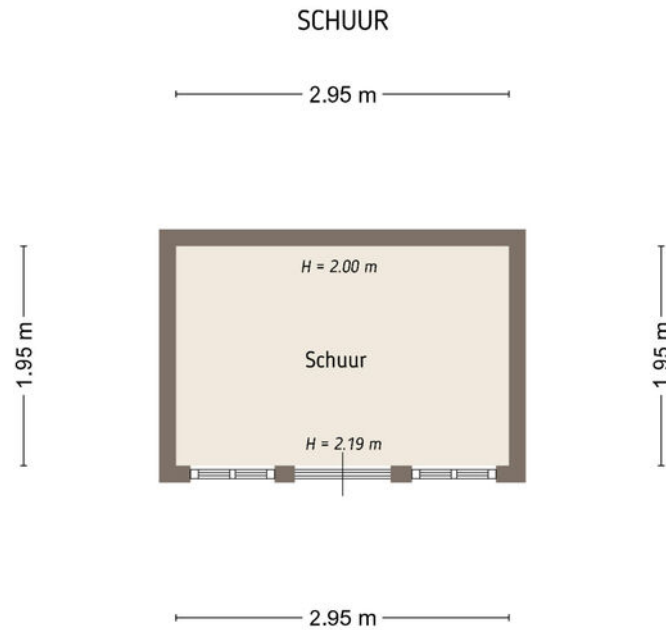 SCHUUR
2.95 m
H = 2.00 m
1.95 m
Schuur
1.95 m
H = 2.19 m
2.95 m